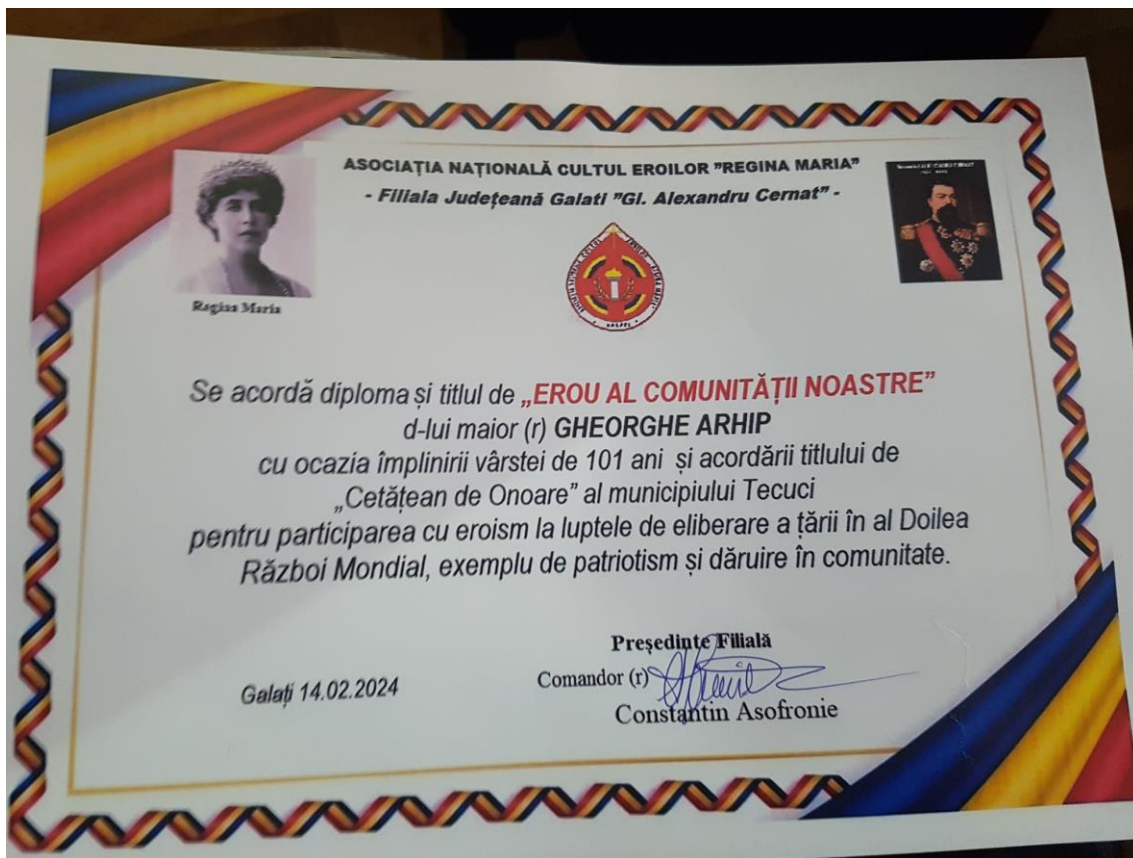 ASOCIAȚIA NAȚIONALĂ CULTUL EROILOR "REGINA MARIA"
- Filiala Județeană Galati "Gl. Alexandru Cernat" -
Regina Maria
GALAȚI
Se acordă diploma și titlul de „EROU AL COMUNITĂȚII NOASTRE”
d-lui maior (r) GHEORGHE ARHIP
cu ocazia împlinirii vârstei de 101 ani și acordării titlului de
„Cetățean de Onoare” al municipiului Tecuci
pentru participarea cu eroism la luptele de eliberare a țării în al Doilea
Război Mondial, exemplu de patriotism și dăruire în comunitate.
Președinte Filială
Comandor (r)
Constantin Asofronie
Galați 14.02.2024